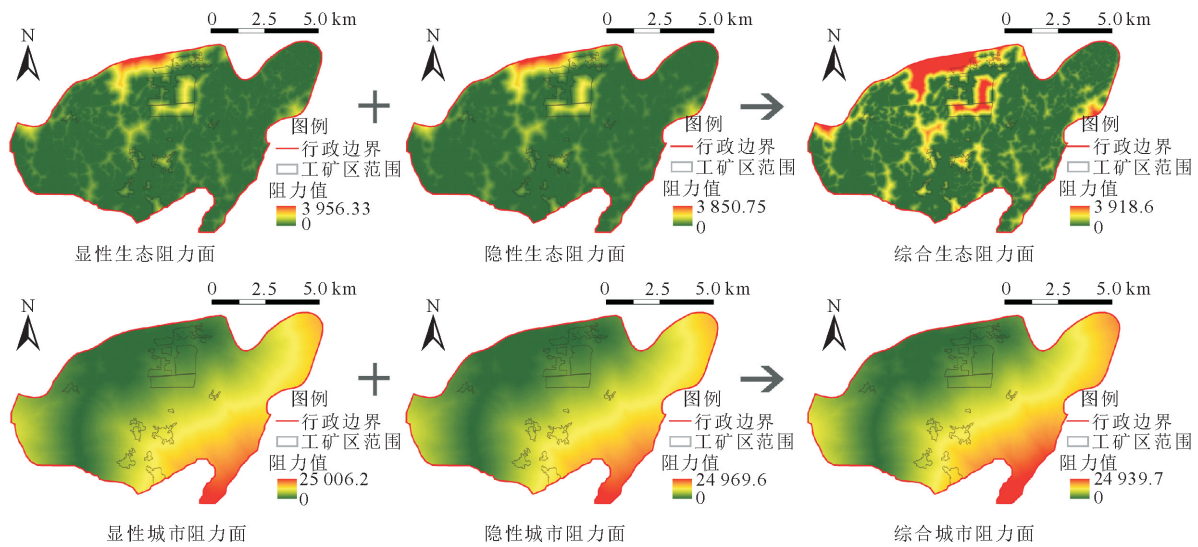 0 2.5 5.0 km
N
图例
行政边界
工矿区范围
阻力值
3 956.33
0
显性生态阻力面
+
0 2.5 5.0 km
N
图例
行政边界
工矿区范围
阻力值
3 850.75
0
隐性生态阻力面
0 2.5 5.0 km
N
图例
行政边界
工矿区范围
阻力值
3 918.6
0
综合生态阻力面
0 2.5 5.0 km
N
图例
行政边界
工矿区范围
阻力值
25 006.2
0
显性城市阻力面
+
0 2.5 5.0 km
N
图例
行政边界
工矿区范围
阻力值
24 969.6
0
隐性城市阻力面
0 2.5 5.0 km
N
图例
行政边界
工矿区范围
阻力值
24 939.7
0
综合城市阻力面